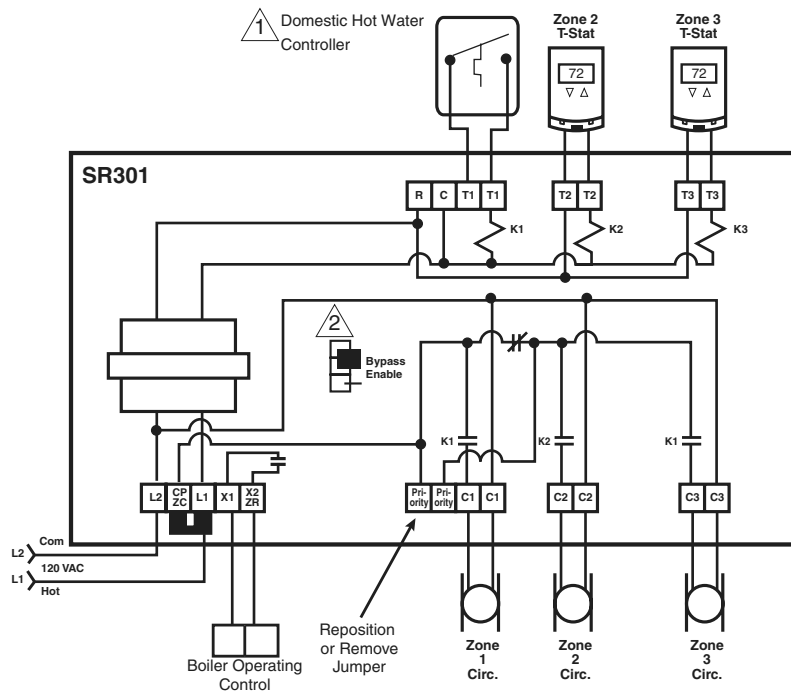 1
Domestic Hot Water
Controller
Zone 2
T-Stat
Zone 3
T-Stat
72
72
SR301
R
C
T1
T1
T2
T2
T3
T3
K1
K2
K3
2
Bypass
Enable
K1
K2
K1
L2
CP
ZC
L1
X1
X2
ZR
Pri-
ority
Pri-
ority
C1
C1
C2
C2
C3
C3
L2
Com
120 VAC
L1
Hot
Boiler Operating
Control
Reposition
or Remove
Jumper
Zone
1
Circ.
Zone
2
Circ.
Zone
3
Circ.